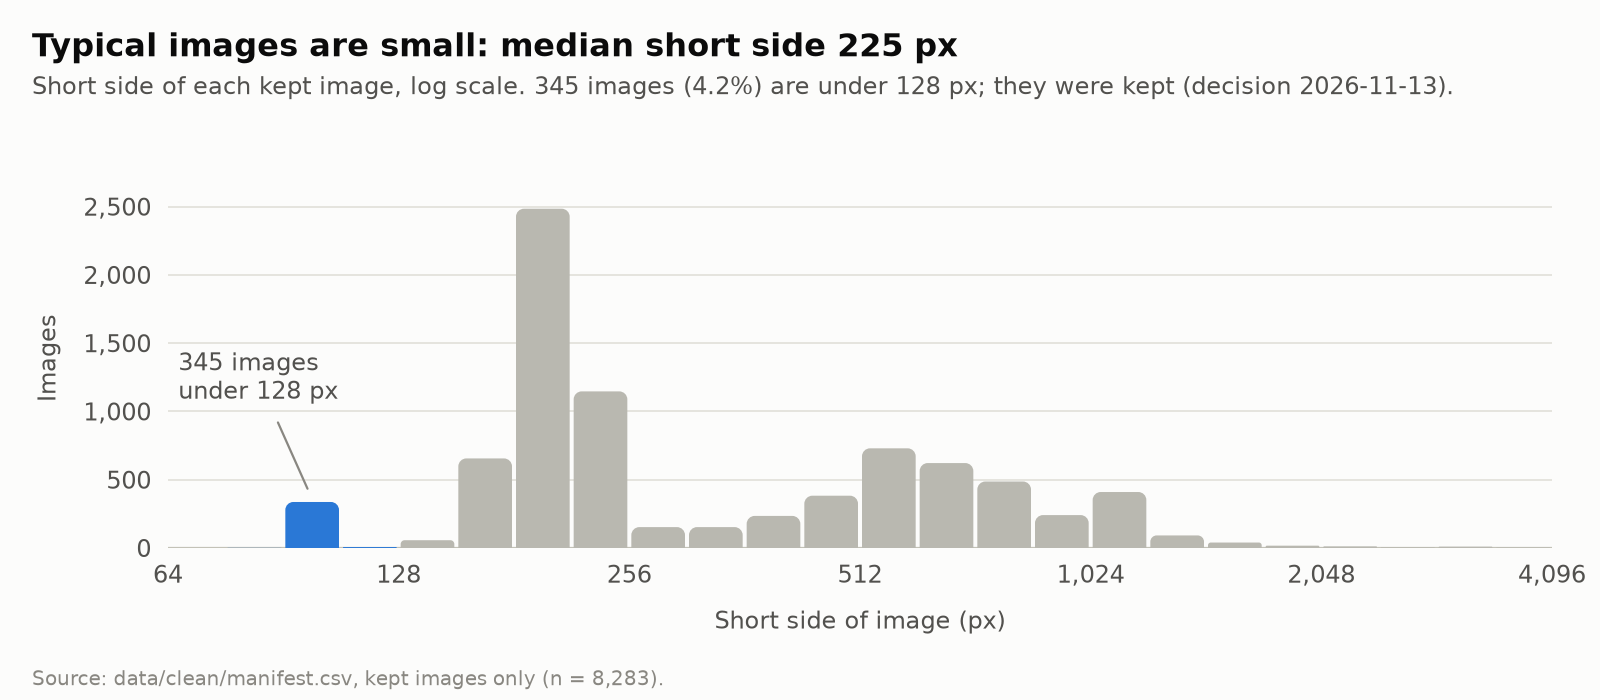 Typical images are small: median short side 225 px
Short side of each kept image, log scale. 345 images (4.2%) are under 128 px; they were kept (decision 2026-11-13).
2,500
2,000
1,500
1,000
500
0
Images
345 images
under 128 px
64
128
256
512
1,024
2,048
4,096
Short side of image (px)
Source: data/clean/manifest.csv, kept images only (n = 8,283).